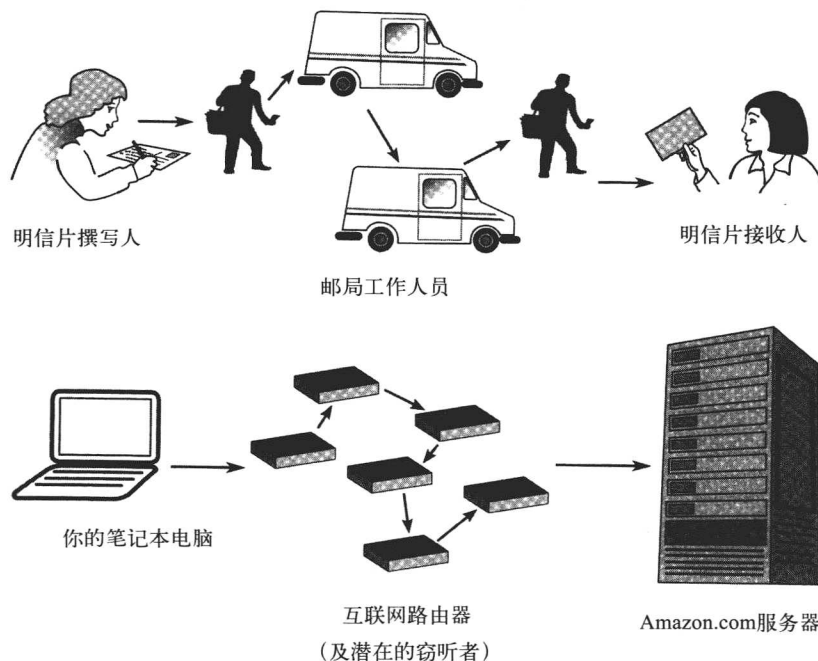 明信片撰写人
明信片接收人
邮局工作人员
你的笔记本电脑
互联网路由器
（及潜在的窃听者）
Amazon.com服务器